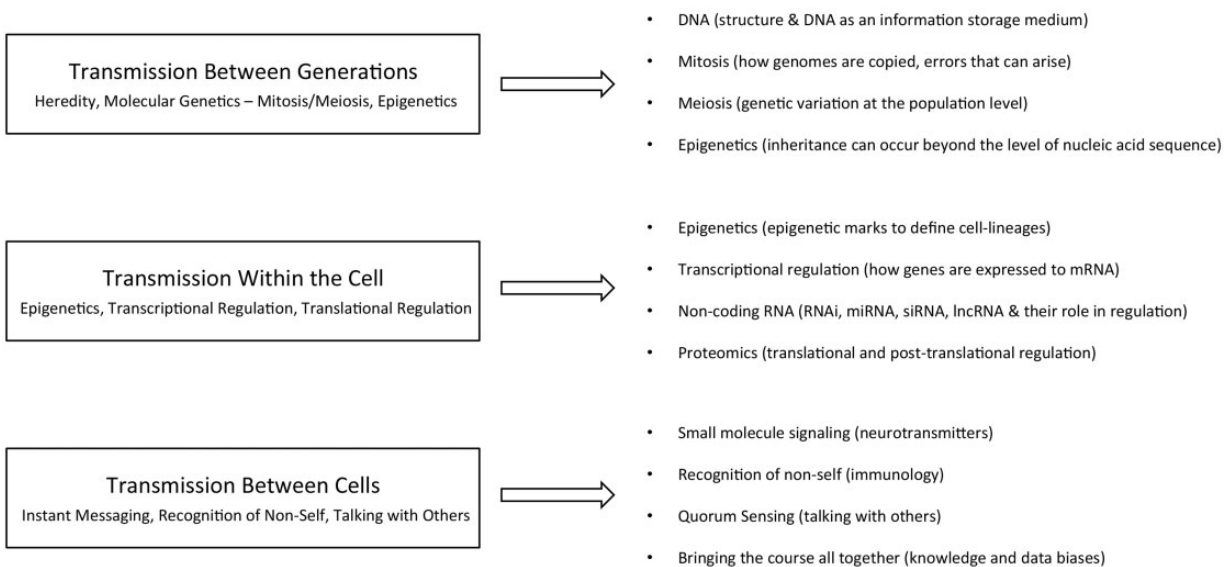 Transmission Between Generations
Heredity, Molecular Genetics – Mitosis/Meiosis, Epigenetics
• DNA (structure & DNA as an information storage medium)
• Mitosis (how genomes are copied, errors that can arise)
• Meiosis (genetic variation at the population level)
• Epigenetics (inheritance can occur beyond the level of nucleic acid sequence)
Transmission Within the Cell
Epigenetics, Transcriptional Regulation, Translational Regulation
• Epigenetics (epigenetic marks to define cell-lineages)
• Transcriptional regulation (how genes are expressed to mRNA)
• Non-coding RNA (RNAi, miRNA, siRNA, lncRNA & their role in regulation)
• Proteomics (translational and post-translational regulation)
Transmission Between Cells
Instant Messaging, Recognition of Non-Self, Talking with Others
• Small molecule signaling (neurotransmitters)
• Recognition of non-self (immunology)
• Quorum Sensing (talking with others)
• Bringing the course all together (knowledge and data biases)